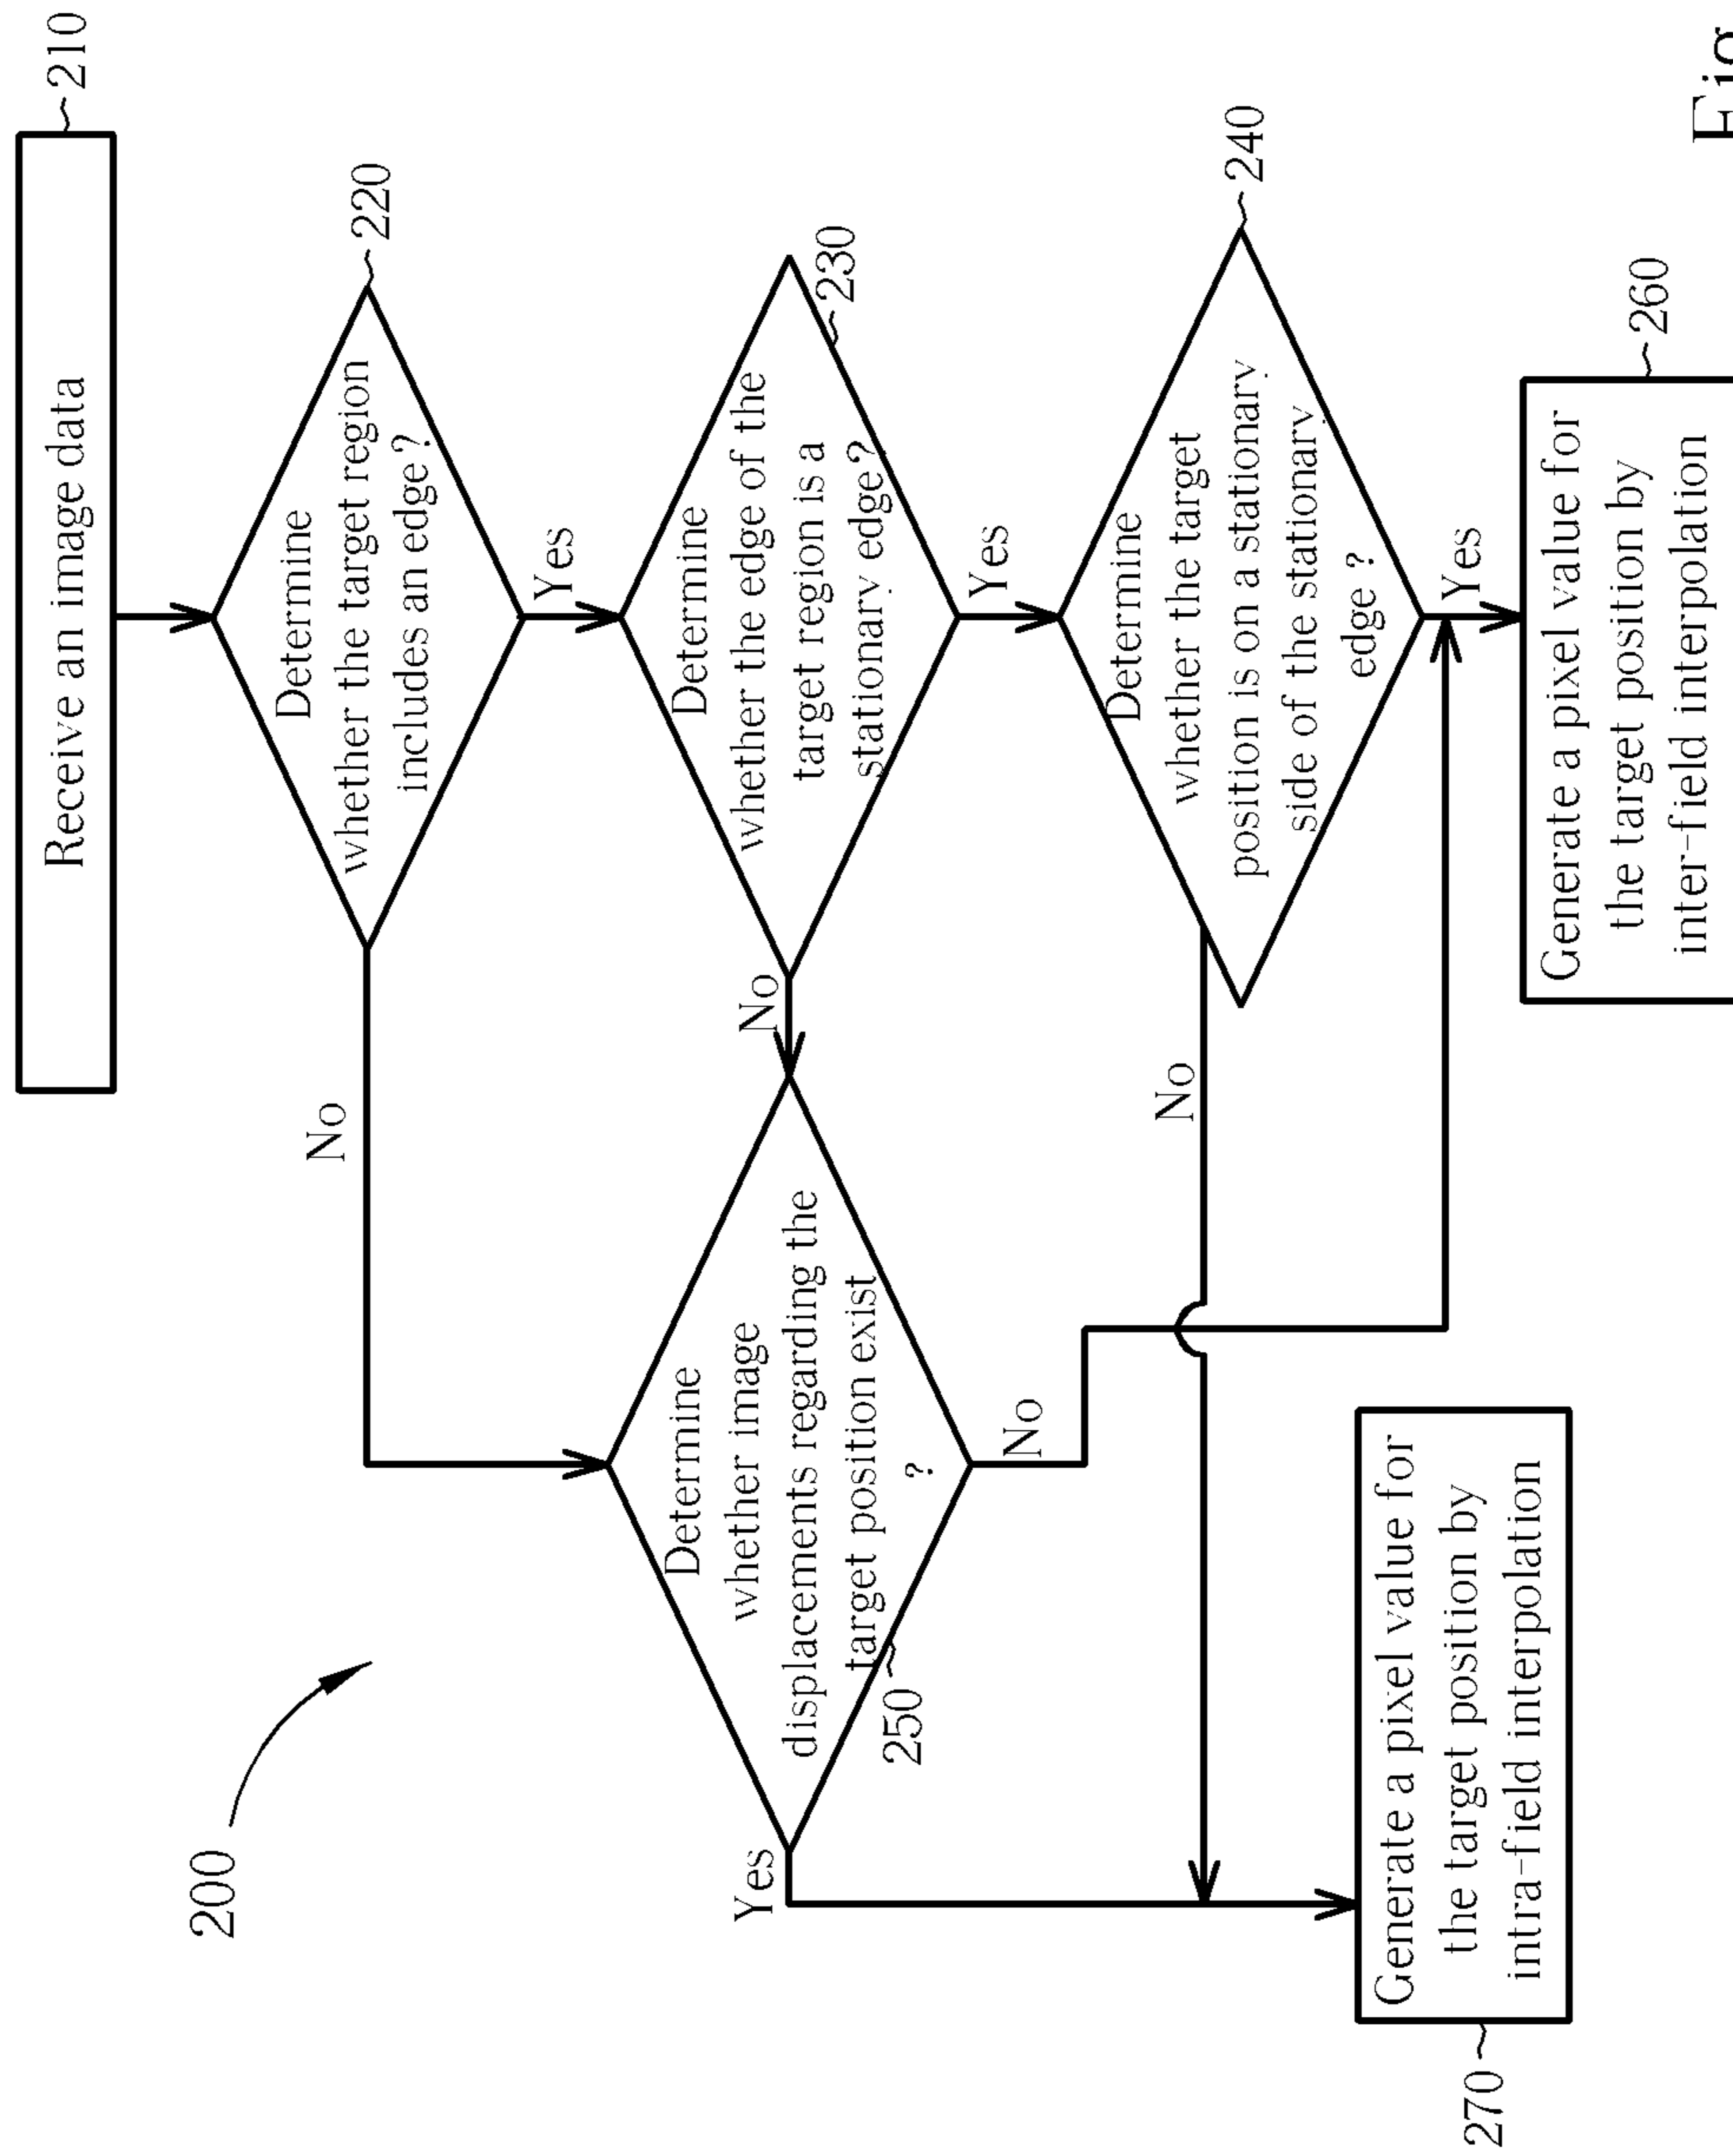 200
Receive an image data
210
Determine
whether the target region
includes an edge?
220
No
Yes
Determine
whether the edge of the
target region is a
stationary edge?
230
No
Yes
Determine
whether image
displacements regarding the
target position exist
?
250
Yes
No
Determine
whether the target
position is on a stationary
side of the stationary
edge ?
240
No
Yes
Generate a pixel value for
the target position by
inter-field interpolation
260
Generate a pixel value for
the target position by
intra-field interpolation
270